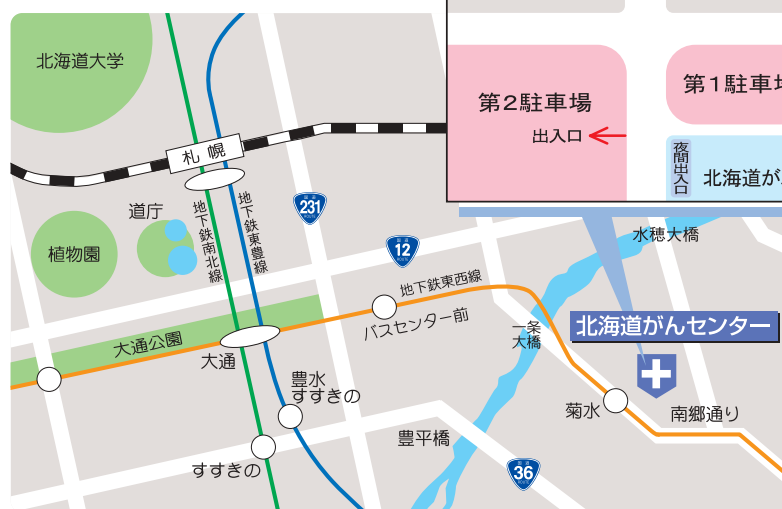 北海道大学
第2駐車場
第1駐車場
出入口
夜間出入口
北海道が
札幌
地下鉄南北線
地下鉄東豊線
231
道庁
植物園
12
水穂大橋
地下鉄東西線
バスセンター前
一条
大橋
北海道がんセンター
大通公園
大通
豊水
すすきの
菊水
南郷通り
豊平橋
すすきの
36